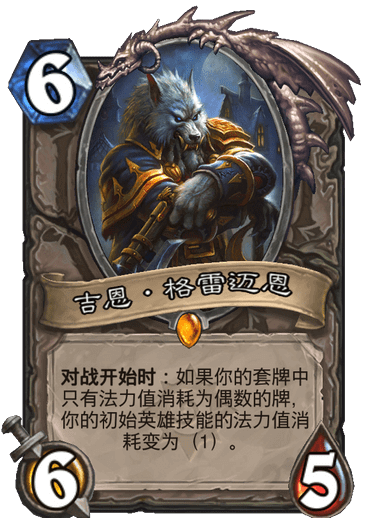 6
吉恩·格雷迈恩
对战开始时：如果你的套牌中
只有法力值消耗为偶数的牌，
你的初始英雄技能的法力值消
耗变为（1）。
6
5